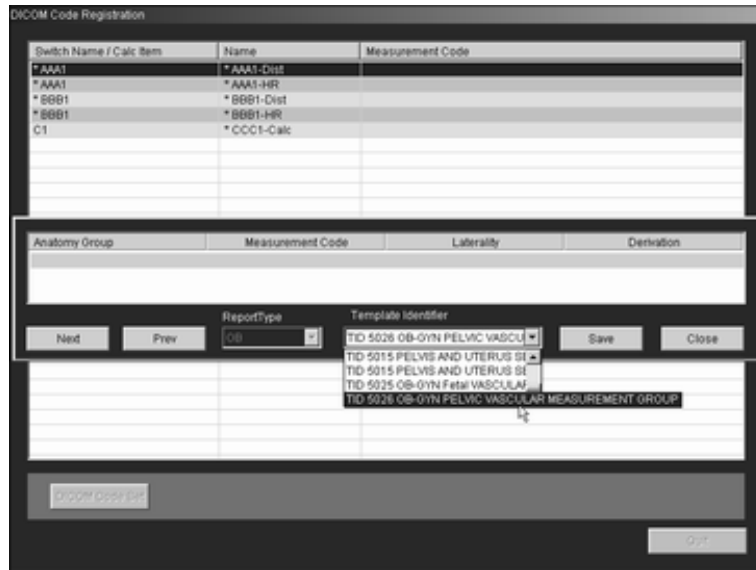 DICOM Code Registration
Switch Name / Calc Item Name Measurement Code
* AAA1 * AAA1-Dist
* AAA1 * AAA1-HR
* BBB1 * BBB1-Dist
* BBB1 * BBB1-HR
C1 * CCC1-Calc
Anatomy Group Measurement Code Laterality Derivation
ReportType Template Identifier
Next Prev OB TID 5026 OB-GYN PELVIC VASCU Save Close
TID 5015 PELVIS AND UTERUS SE
TID 5015 PELVIS AND UTERUS SE
TID 5025 OB-GYN Fetal VASCULAR
TID 5026 OB-GYN PELVIC VASCULAR MEASUREMENT GROUP
DICOM Code Set
Quit